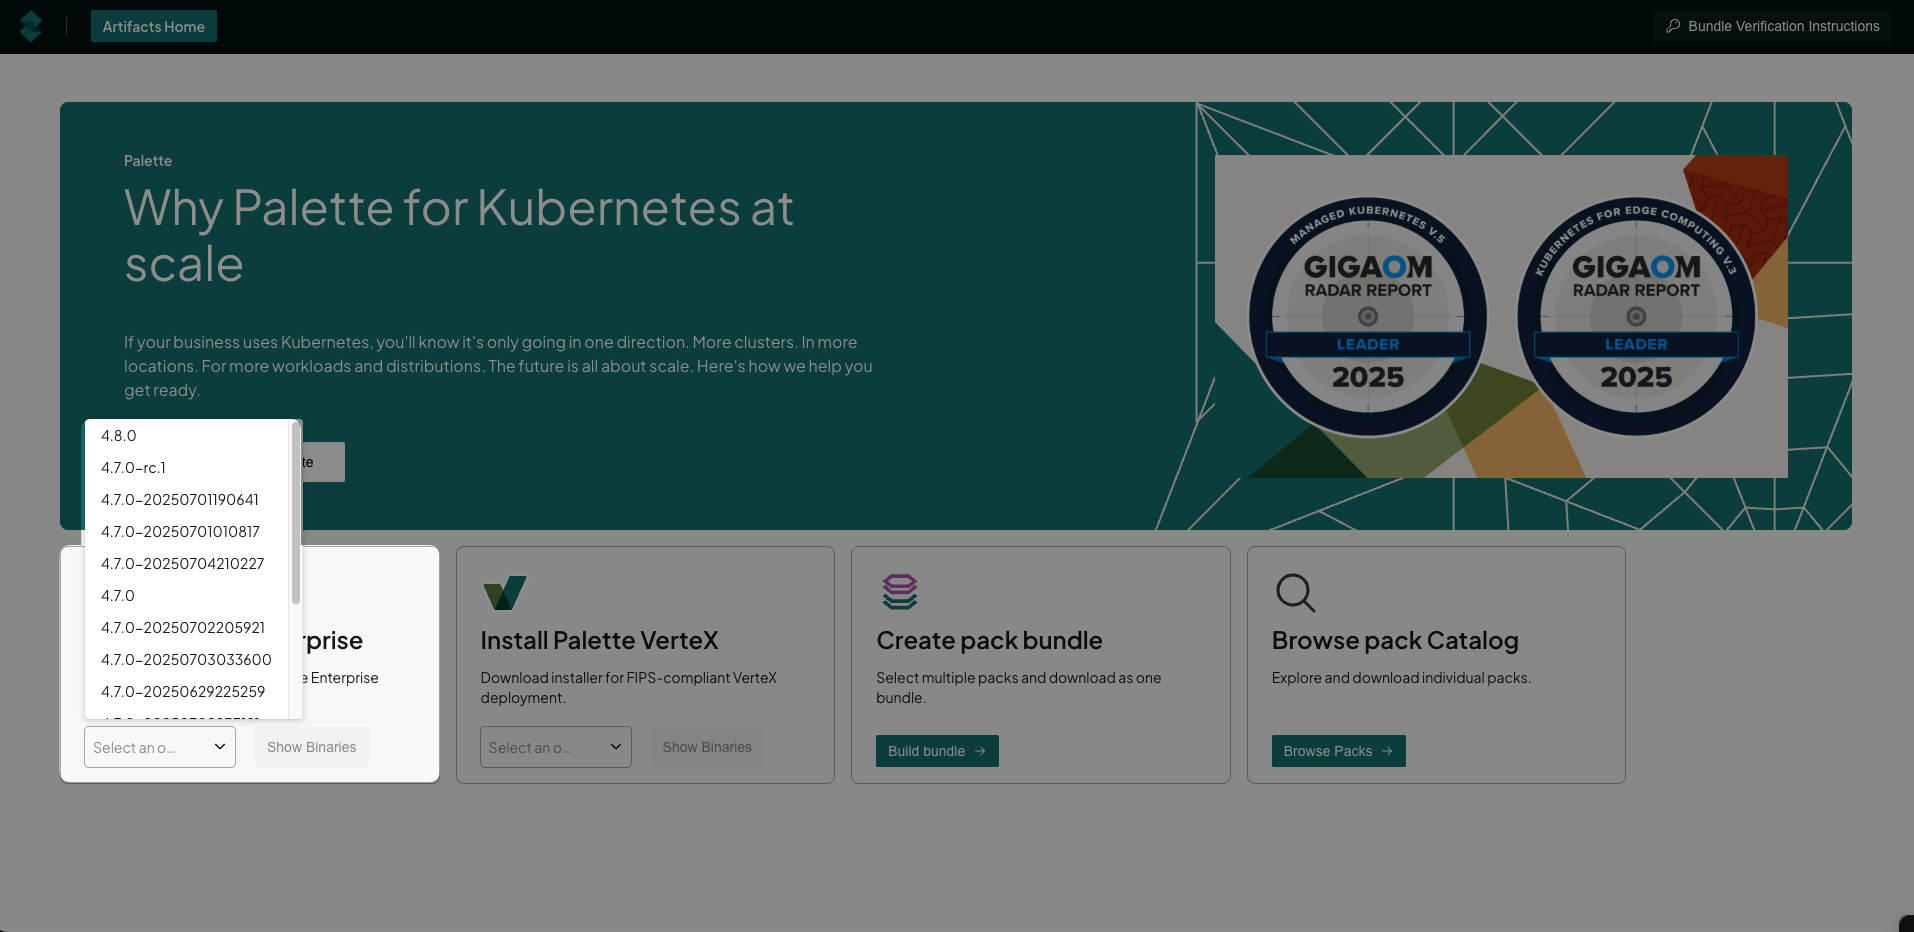 Artifacts Home
Bundle Verification Instructions
Palette
Why Palette for Kubernetes at
scale
If your business uses Kubernetes, you'll know it's only going in one direction. More clusters. In more
locations. For more workloads and distributions. The future is all about scale. Here's how we help you
get ready.
MANAGED KUBERNETES V.5
GIGAOM
RADAR REPORT
LEADER
2025
KUBERNETES FOR EDGE COMPUTING V.3
GIGAOM
RADAR REPORT
LEADER
2025
4.8.0
4.7.0-rc.1
4.7.0-20250701190641
4.7.0-20250701010817
4.7.0-20250704210227
4.7.0
4.7.0-20250702205921
4.7.0-20250703033600
4.7.0-20250629225259
Enterprise
Select an o...
Show Binaries
Install Palette VerteX
Download installer for FIPS-compliant VerteX
deployment.
Select an o...
Show Binaries
Create pack bundle
Select multiple packs and download as one
bundle.
Build bundle →
Browse pack Catalog
Explore and download individual packs.
Browse Packs →